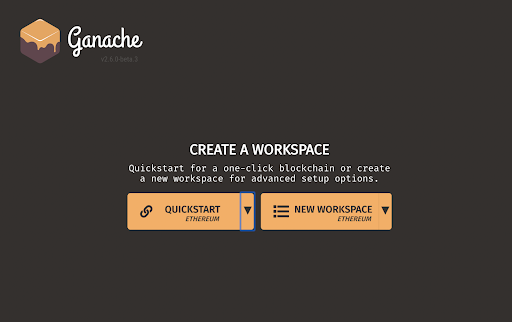 Ganache
v2.6.0-beta.3
CREATE A WORKSPACE
Quickstart for a one-click blockchain or create
a new workspace for advanced setup options.
QUICKSTART
ETHEREUM
NEW WORKSPACE
ETHEREUM